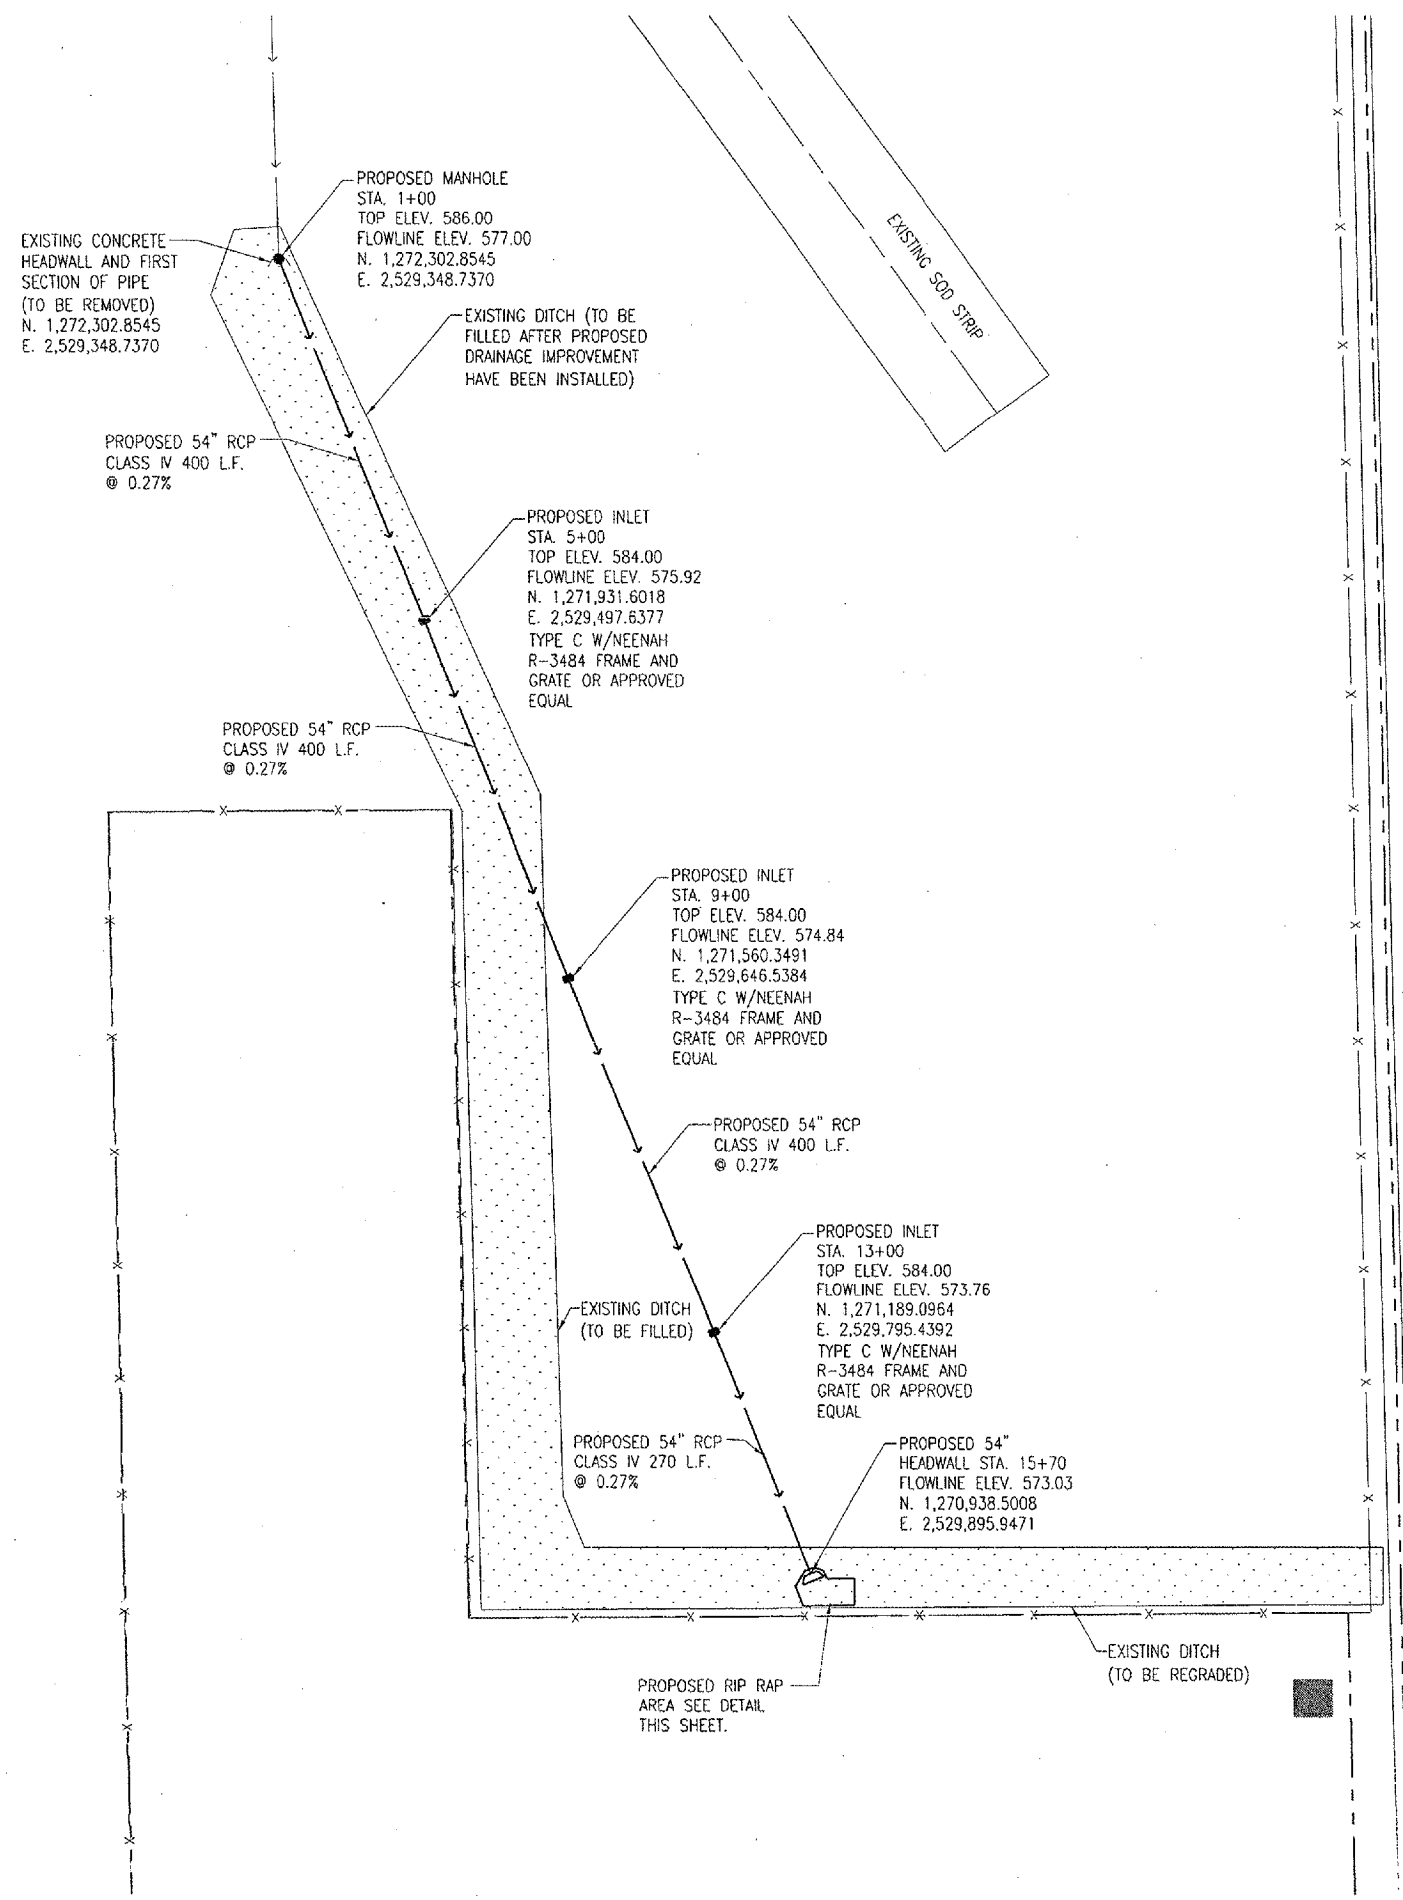 PROPOSED MANHOLE
STA. 1+00
TOP ELEV. 586.00
FLOWLINE ELEV. 577.00
N. 1,272,302.8545
E. 2,529,348.7370
EXISTING CONCRETE
HEADWALL AND FIRST
SECTION OF PIPE
(TO BE REMOVED)
N. 1,272,302.8545
E. 2,529,348.7370
EXISTING SOD STRIP
EXISTING DITCH (TO BE
FILLED AFTER PROPOSED
DRAINAGE IMPROVEMENT
HAVE BEEN INSTALLED)
PROPOSED 54" RCP
CLASS IV 400 L.F.
@ 0.27%
PROPOSED INLET
STA. 5+00
TOP ELEV. 584.00
FLOWLINE ELEV. 575.92
N. 1,271,931.6018
E. 2,529,497.6377
TYPE C W/NEENAH
R-3484 FRAME AND
GRATE OR APPROVED
EQUAL
PROPOSED 54" RCP
CLASS IV 400 L.F.
@ 0.27%
PROPOSED INLET
STA. 9+00
TOP ELEV. 584.00
FLOWLINE ELEV. 574.84
N. 1,271,560.3491
E. 2,529,646.5384
TYPE C W/NEENAH
R-3484 FRAME AND
GRATE OR APPROVED
EQUAL
PROPOSED 54" RCP
CLASS IV 400 L.F.
@ 0.27%
PROPOSED INLET
STA. 13+00
TOP ELEV. 584.00
FLOWLINE ELEV. 573.76
N. 1,271,189.0964
E. 2,529,795.4392
TYPE C W/NEENAH
R-3484 FRAME AND
GRATE OR APPROVED
EQUAL
EXISTING DITCH
(TO BE FILLED)
PROPOSED 54" RCP
CLASS IV 270 L.F.
@ 0.27%
PROPOSED 54"
HEADWALL STA. 15+70
FLOWLINE ELEV. 573.03
N. 1,270,938.5008
E. 2,529,895.9471
EXISTING DITCH
(TO BE REGRADED)
PROPOSED RIP RAP
AREA SEE DETAIL
THIS SHEET.